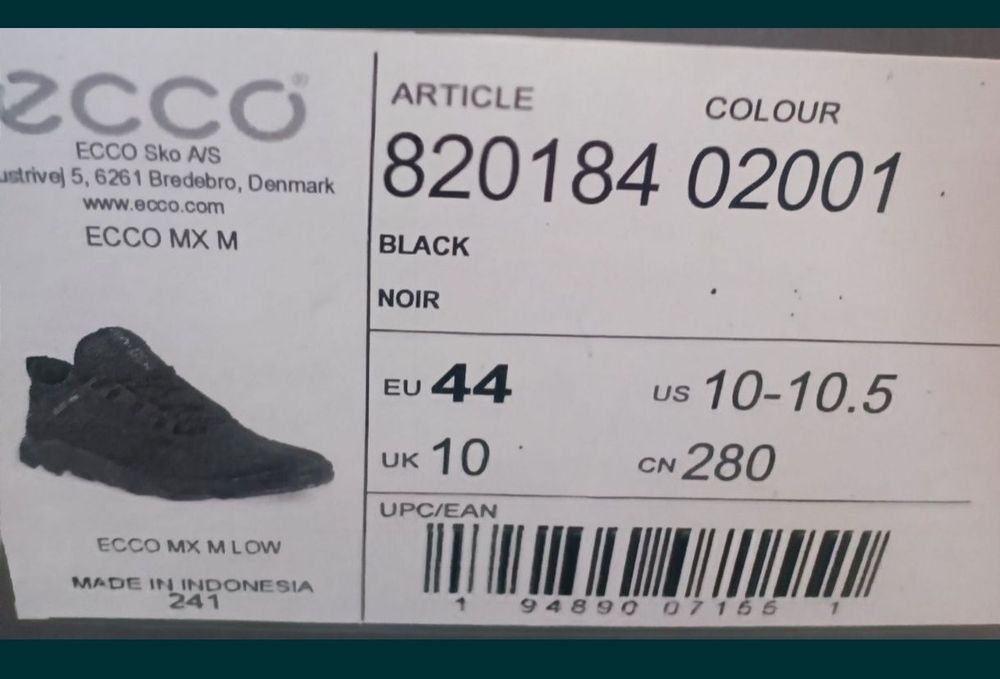 ecco®
ECCO Sko A/S
ustrivej 5, 6261 Bredebro, Denmark
www.ecco.com
ECCO MX M
ECCO MX M LOW
MADE IN INDONESIA
241
ARTICLE COLOUR
820184 02001
BLACK
NOIR
EU 44 US 10-10.5
UK 10 CN 280
UPC/EAN
1 94890 07155 1